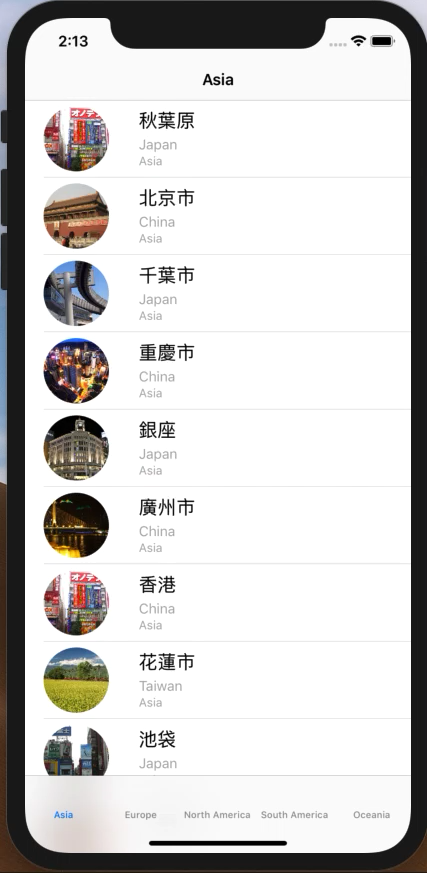 2:13
Asia
秋葉原
Japan
Asia
北京市
China
Asia
千葉市
Japan
Asia
重慶市
China
Asia
銀座
Japan
Asia
廣州市
China
Asia
香港
China
Asia
花蓮市
Taiwan
Asia
池袋
Japan
Asia Europe North America South America Oceania